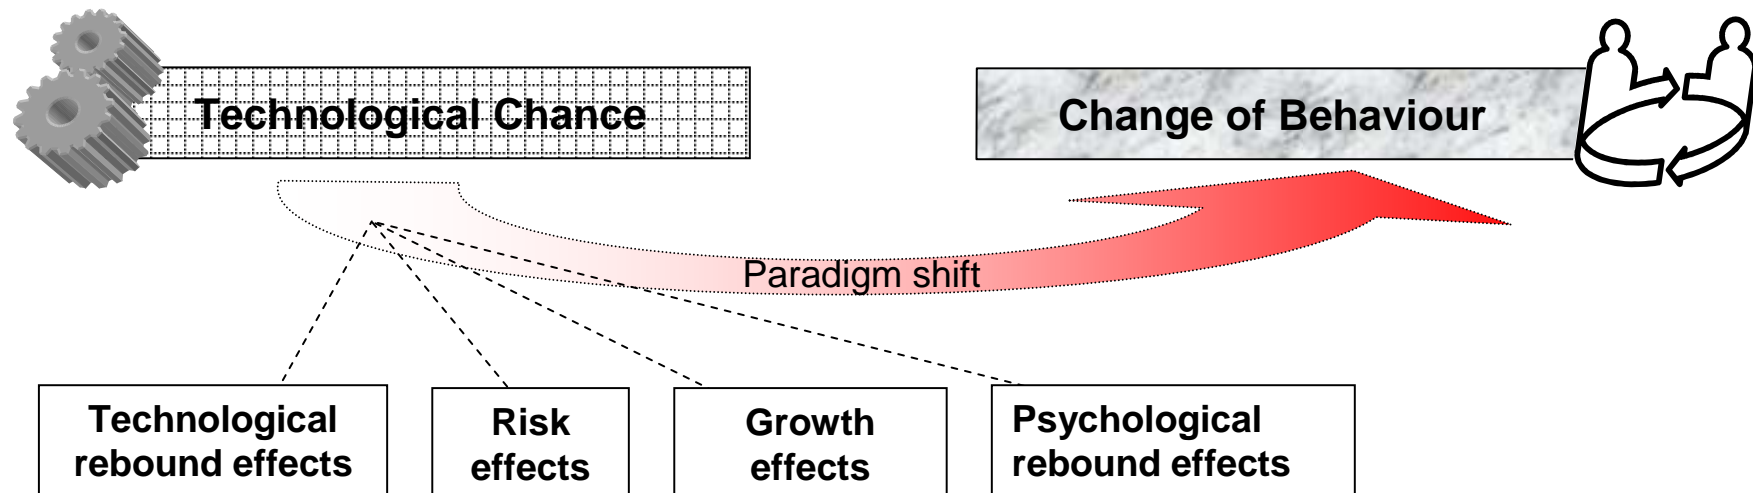 Technological Chance
Change of Behaviour
Paradigm shift
Technological
rebound effects
Risk
effects
Growth
effects
Psychological
rebound effects